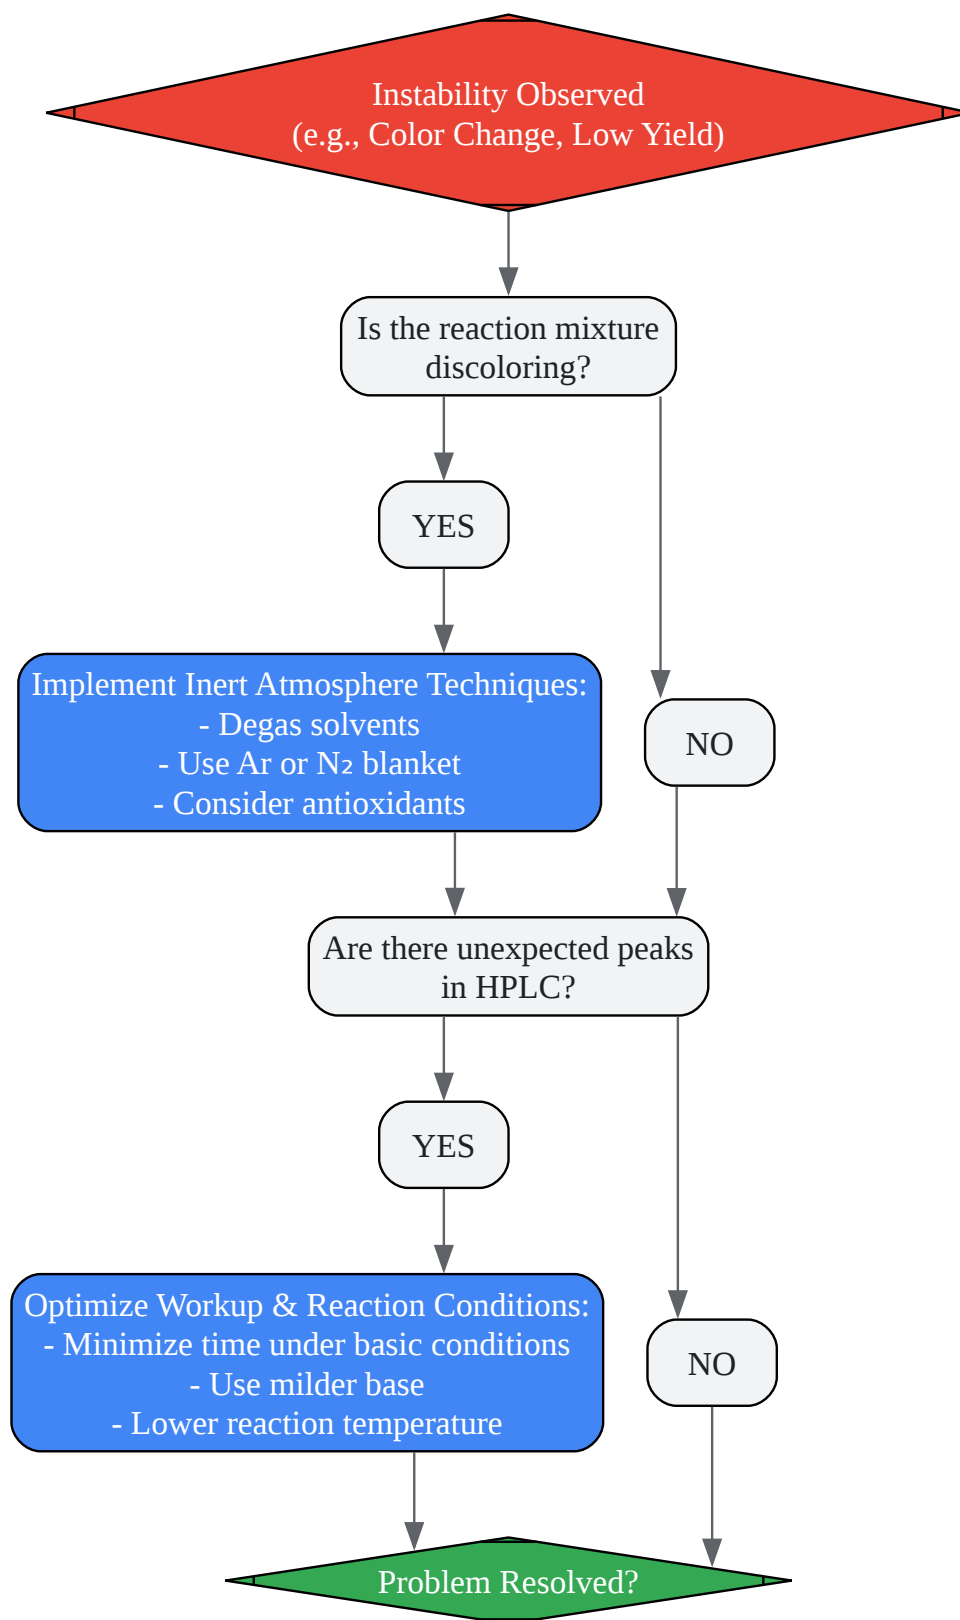 Instability Observed
(e.g., Color Change, Low Yield)
Is the reaction mixture
discoloring?
YES
Implement Inert Atmosphere Techniques:
- Degas solvents
- Use Ar or N₂ blanket
- Consider antioxidants
NO
Are there unexpected peaks
in HPLC?
YES
Optimize Workup & Reaction Conditions:
- Minimize time under basic conditions
- Use milder base
- Lower reaction temperature
NO
Problem Resolved?